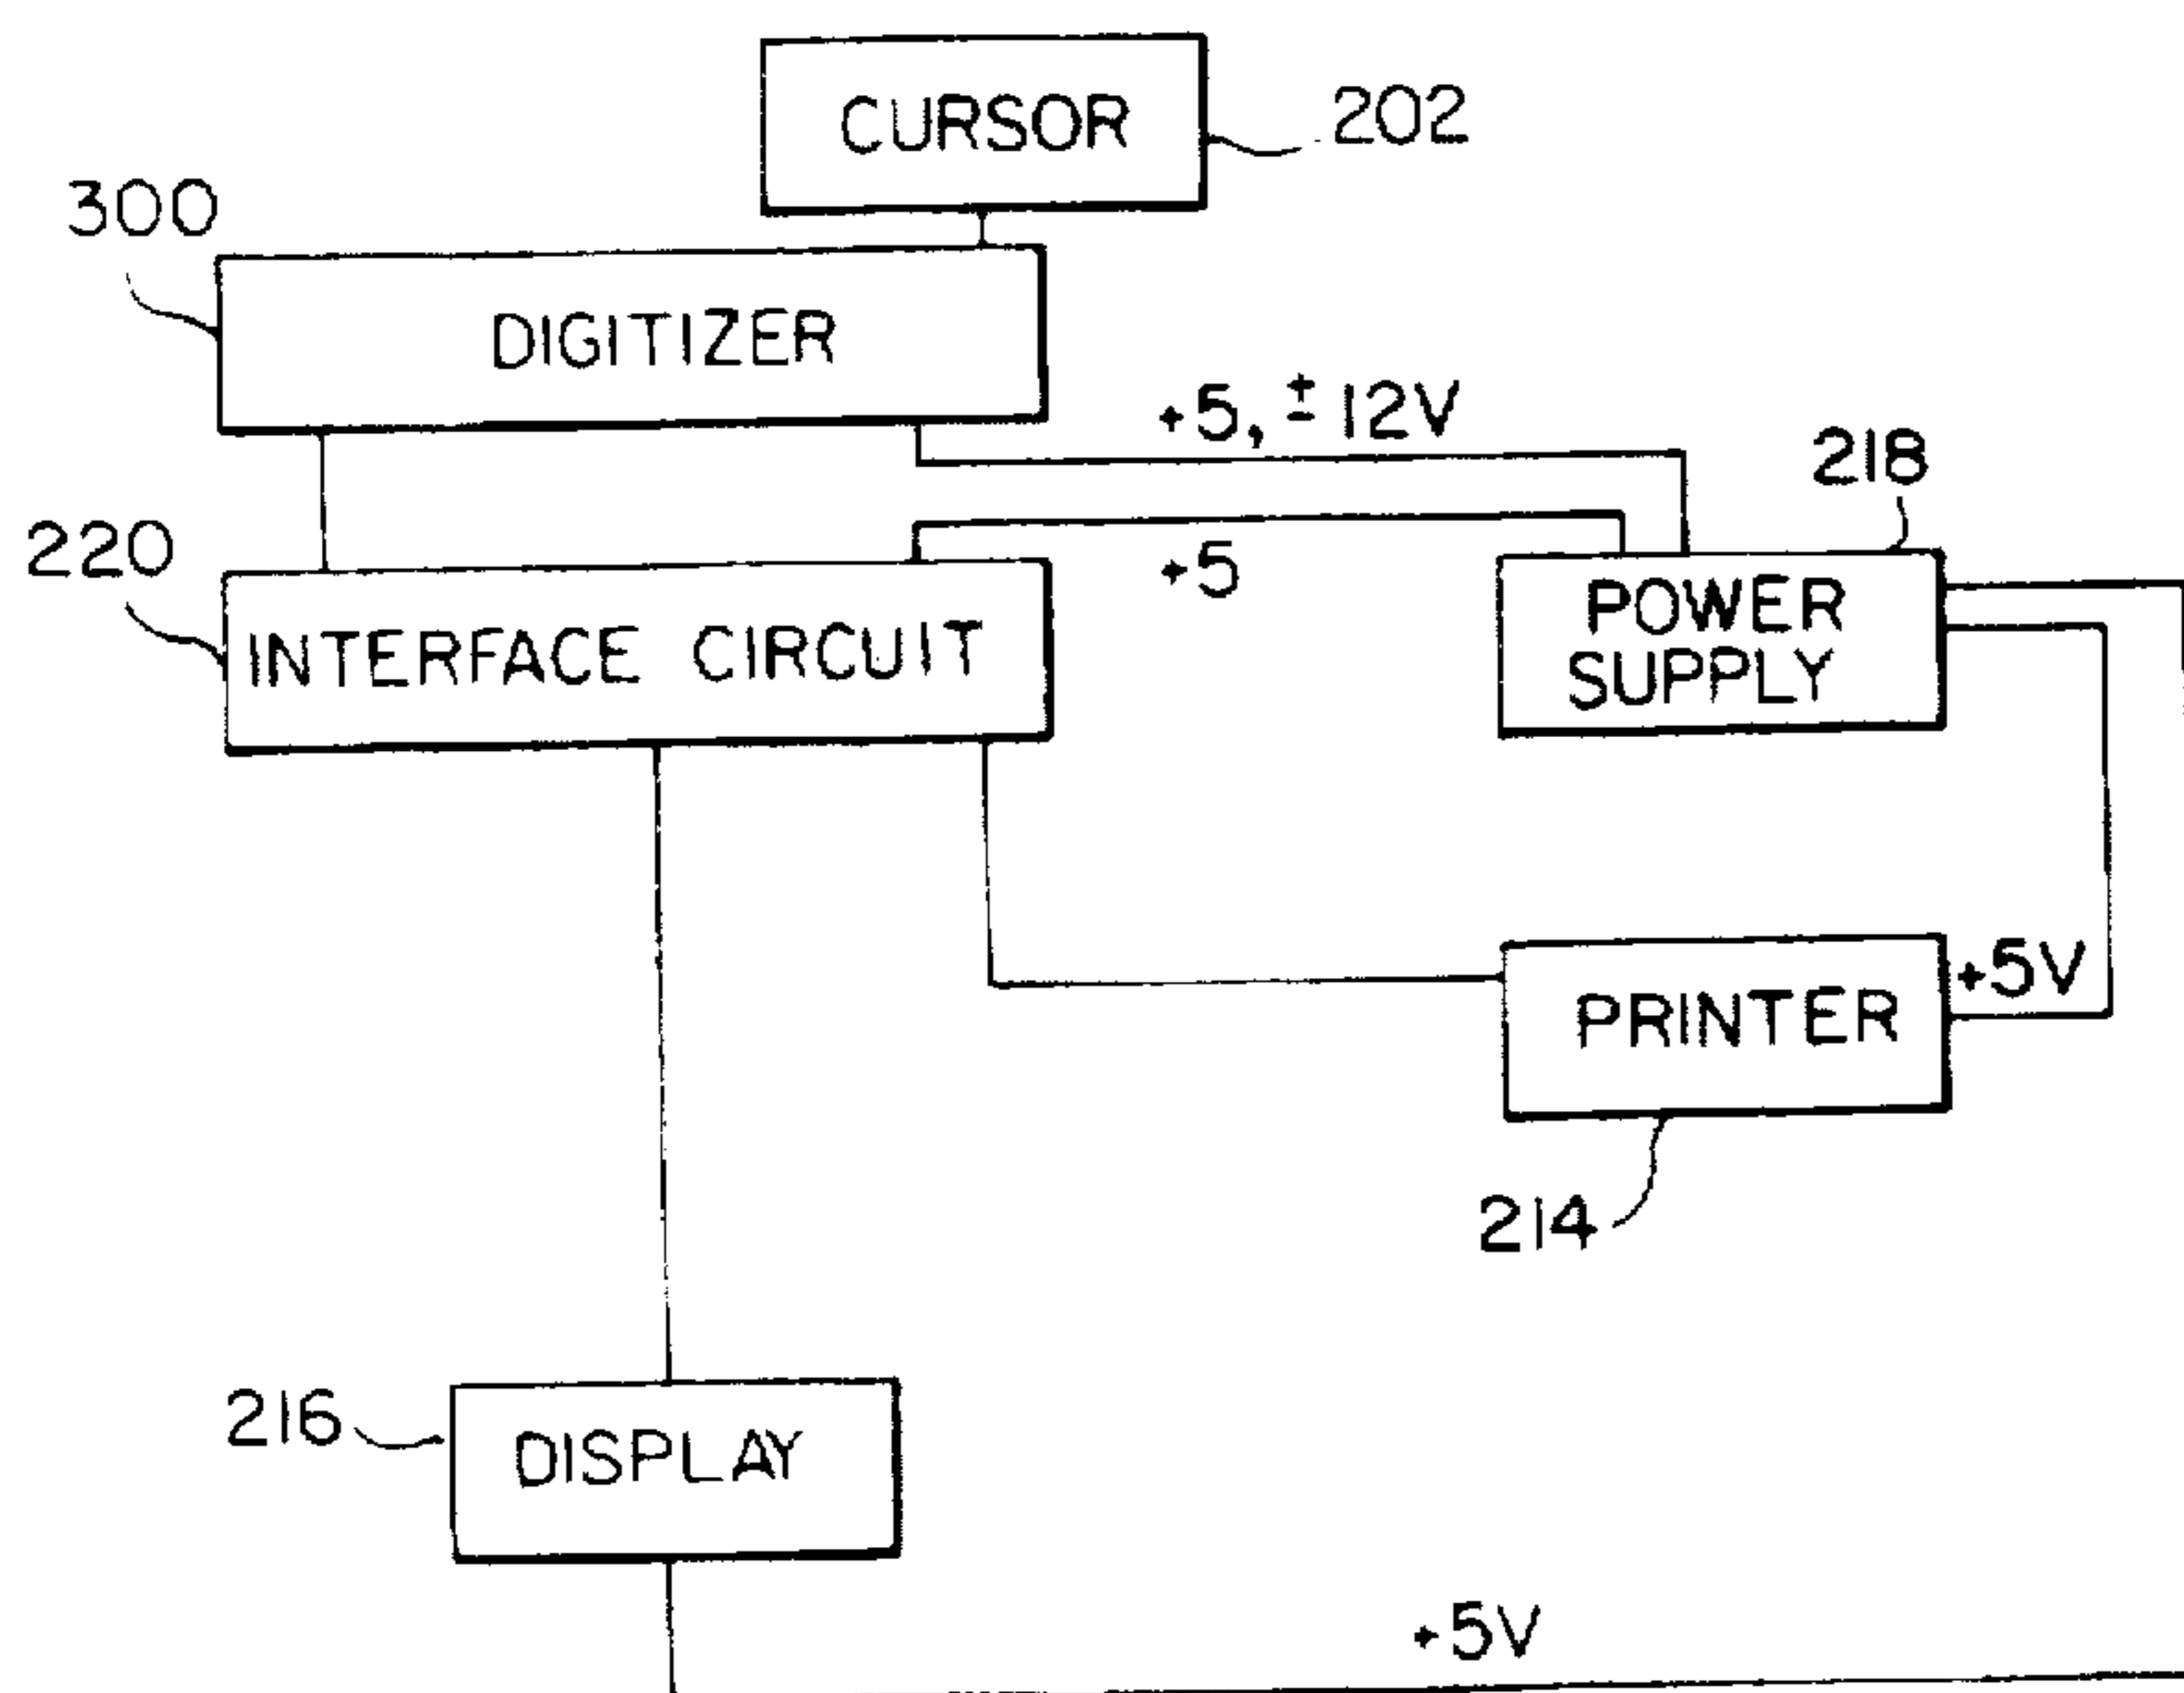 CURSOR
202
300
DIGITIZER
+5, ±12V
218
220
+5
INTERFACE CIRCUIT
POWER
SUPPLY
PRINTER
+5V
214
216
DISPLAY
+5V